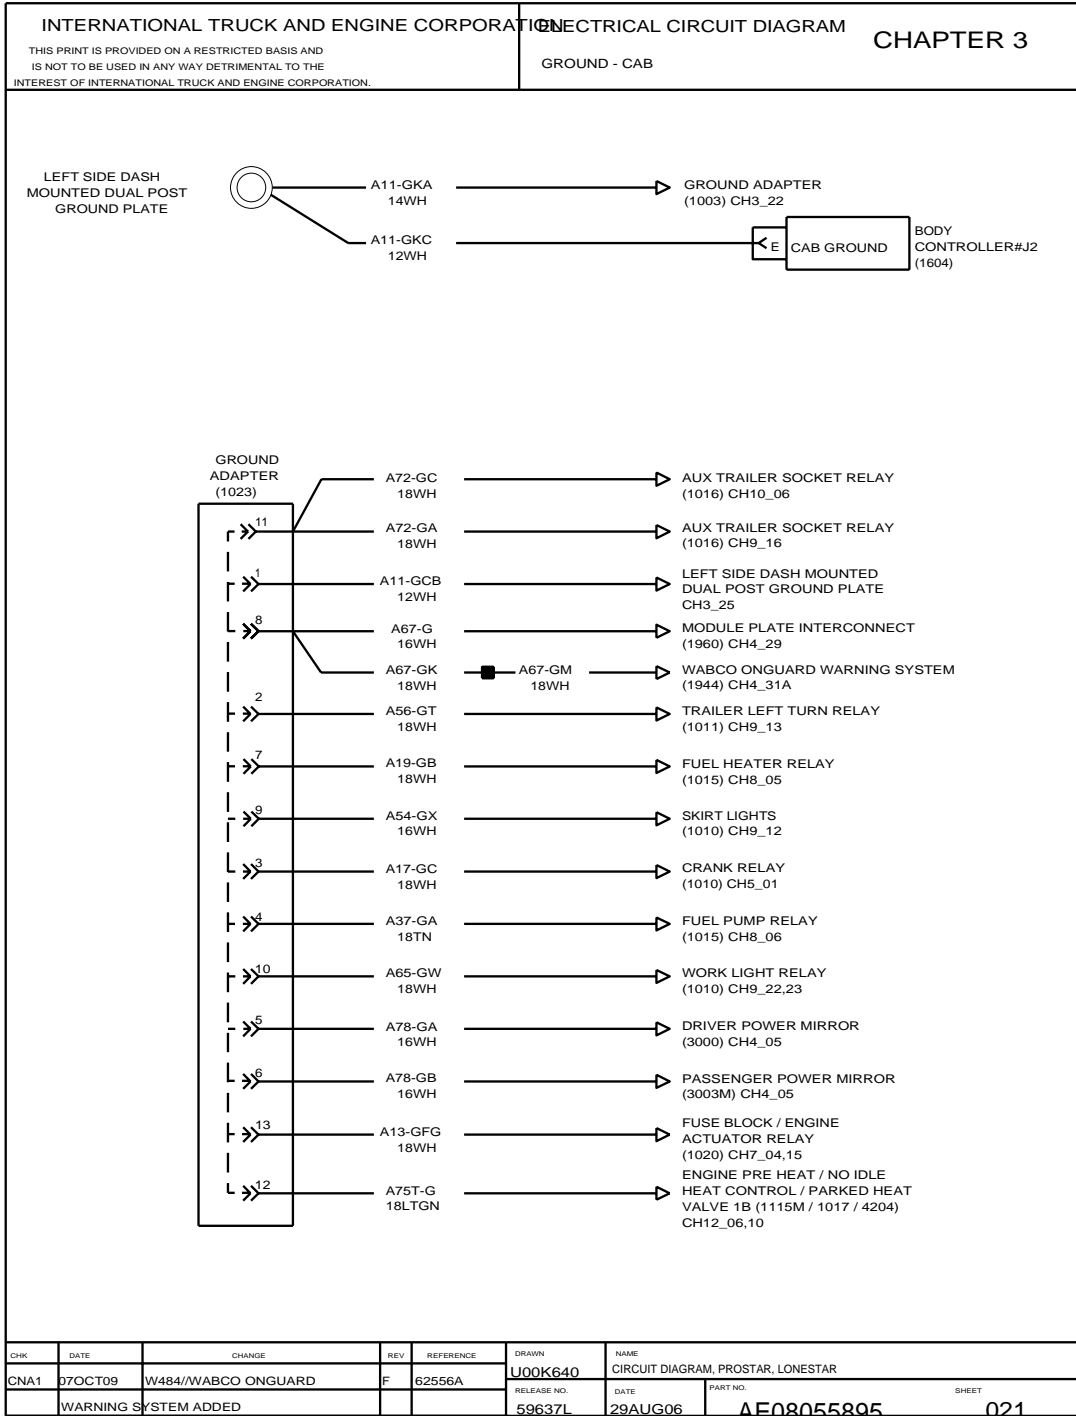 INTERNATIONAL TRUCK AND ENGINE CORPORATION
THIS PRINT IS PROVIDED ON A RESTRICTED BASIS AND
IS NOT TO BE USED IN ANY WAY DETRIMENTAL TO THE
INTEREST OF INTERNATIONAL TRUCK AND ENGINE CORPORATION.
ELECTRICAL CIRCUIT DIAGRAM
GROUND - CAB
CHAPTER 3
LEFT SIDE DASH
MOUNTED DUAL POST
GROUND PLATE
A11-GKA
14WH
GROUND ADAPTER
(1003) CH3_22
A11-GKC
12WH
E
CAB GROUND
BODY
CONTROLLER#J2
(1604)
GROUND
ADAPTER
(1023)
A72-GC
18WH
AUX TRAILER SOCKET RELAY
(1016) CH10_06
11
A72-GA
18WH
AUX TRAILER SOCKET RELAY
(1016) CH9_16
1
A11-GCB
12WH
LEFT SIDE DASH MOUNTED
DUAL POST GROUND PLATE
CH3_25
8
A67-G
16WH
MODULE PLATE INTERCONNECT
(1960) CH4_29
A67-GK
18WH
A67-GM
18WH
WABCO ONGUARD WARNING SYSTEM
(1944) CH4_31A
2
A56-GT
18WH
TRAILER LEFT TURN RELAY
(1011) CH9_13
7
A19-GB
18WH
FUEL HEATER RELAY
(1015) CH8_05
9
A54-GX
16WH
SKIRT LIGHTS
(1010) CH9_12
3
A17-GC
18WH
CRANK RELAY
(1010) CH5_01
4
A37-GA
18TN
FUEL PUMP RELAY
(1015) CH8_06
10
A65-GW
18WH
WORK LIGHT RELAY
(1010) CH9_22,23
5
A78-GA
16WH
DRIVER POWER MIRROR
(3000) CH4_05
6
A78-GB
16WH
PASSENGER POWER MIRROR
(3003M) CH4_05
13
A13-GFG
18WH
FUSE BLOCK / ENGINE
ACTUATOR RELAY
(1020) CH7_04,15
12
A75T-G
18LTGN
ENGINE PRE HEAT / NO IDLE
HEAT CONTROL / PARKED HEAT
VALVE 1B (1115M / 1017 / 4204)
CH12_06,10
CHK DATE CHANGE REV REFERENCE
CNA1 07OCT09 W484//WABCO ONGUARD F 62556A
WARNING SYSTEM ADDED
DRAWN
U00K640
NAME
CIRCUIT DIAGRAM, PROSTAR, LONESTAR
RELEASE NO.
59637L
DATE
29AUG06
PART NO.
AE08055895
SHEET
021